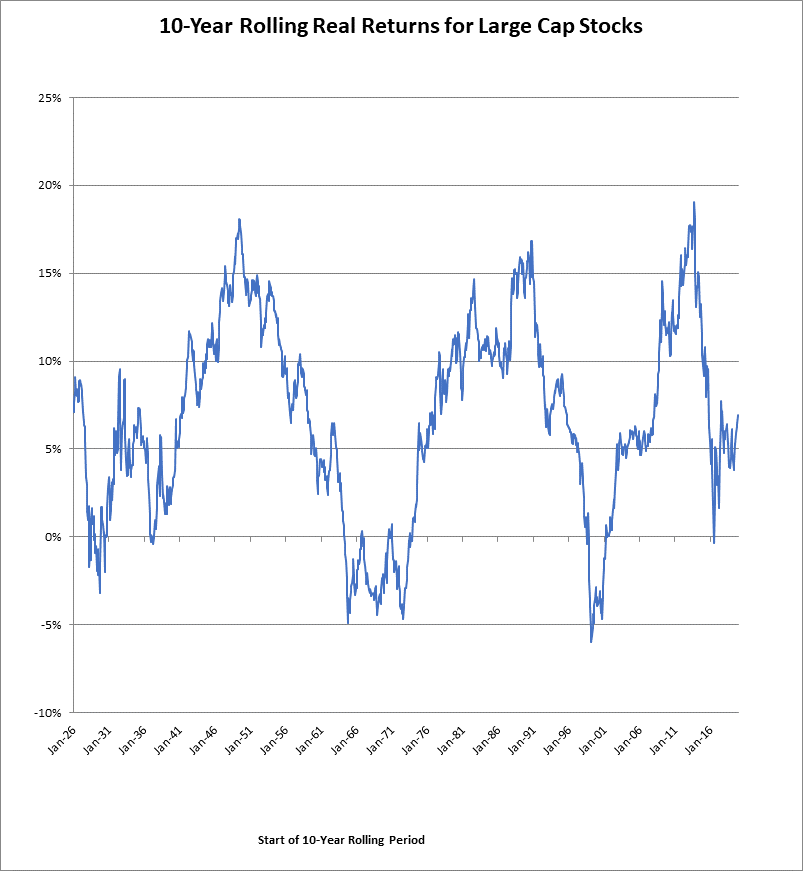 10-Year Rolling Real Returns for Large Cap Stocks
25%
20%
15%
10%
5%
0%
-5%
-10%
Jan-26
Jan-31
Jan-36
Jan-41
Jan-46
Jan-51
Jan-56
Jan-61
Jan-66
Jan-71
Jan-76
Jan-81
Jan-86
Jan-91
Jan-96
Jan-01
Jan-06
Jan-11
Jan-16
Start of 10-Year Rolling Period